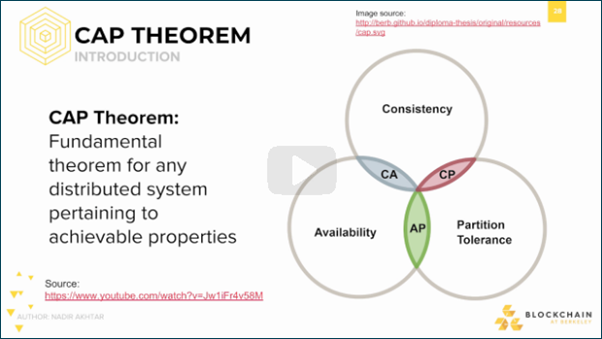 CAP THEOREM
INTRODUCTION
Image source:
http://berb.github.io/diploma-thesis/original/resources
/cap.svg
CAP Theorem:
Fundamental
theorem for any
distributed system
pertaining to
achievable properties
Consistency
CA
CP
Availability
AP
Partition
Tolerance
Source:
https://www.youtube.com/watch?v=Jw1iFr4v58M
AUTHOR: NADIR AKHTAR
BLOCKCHAIN
AT BERKELEY